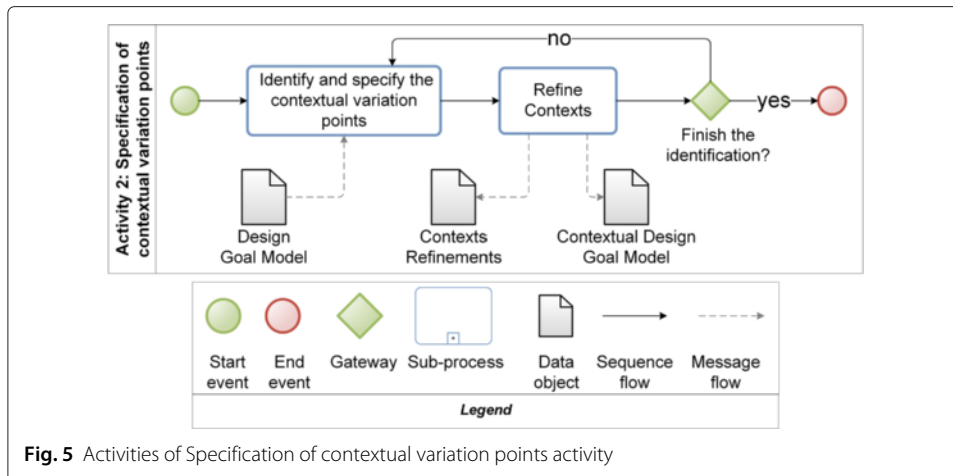 Activity 2: Specification of
contextual variation points
no
Identify and specify the
contextual variation
points
Refine
Contexts
yes
Finish the
identification?
Design
Goal Model
Contexts
Refinements
Contextual Design
Goal Model
Start
event
End
event
Gateway
Sub-process
Data
object
Sequence
flow
Message
flow
Legend
Fig. 5 Activities of Specification of contextual variation points activity